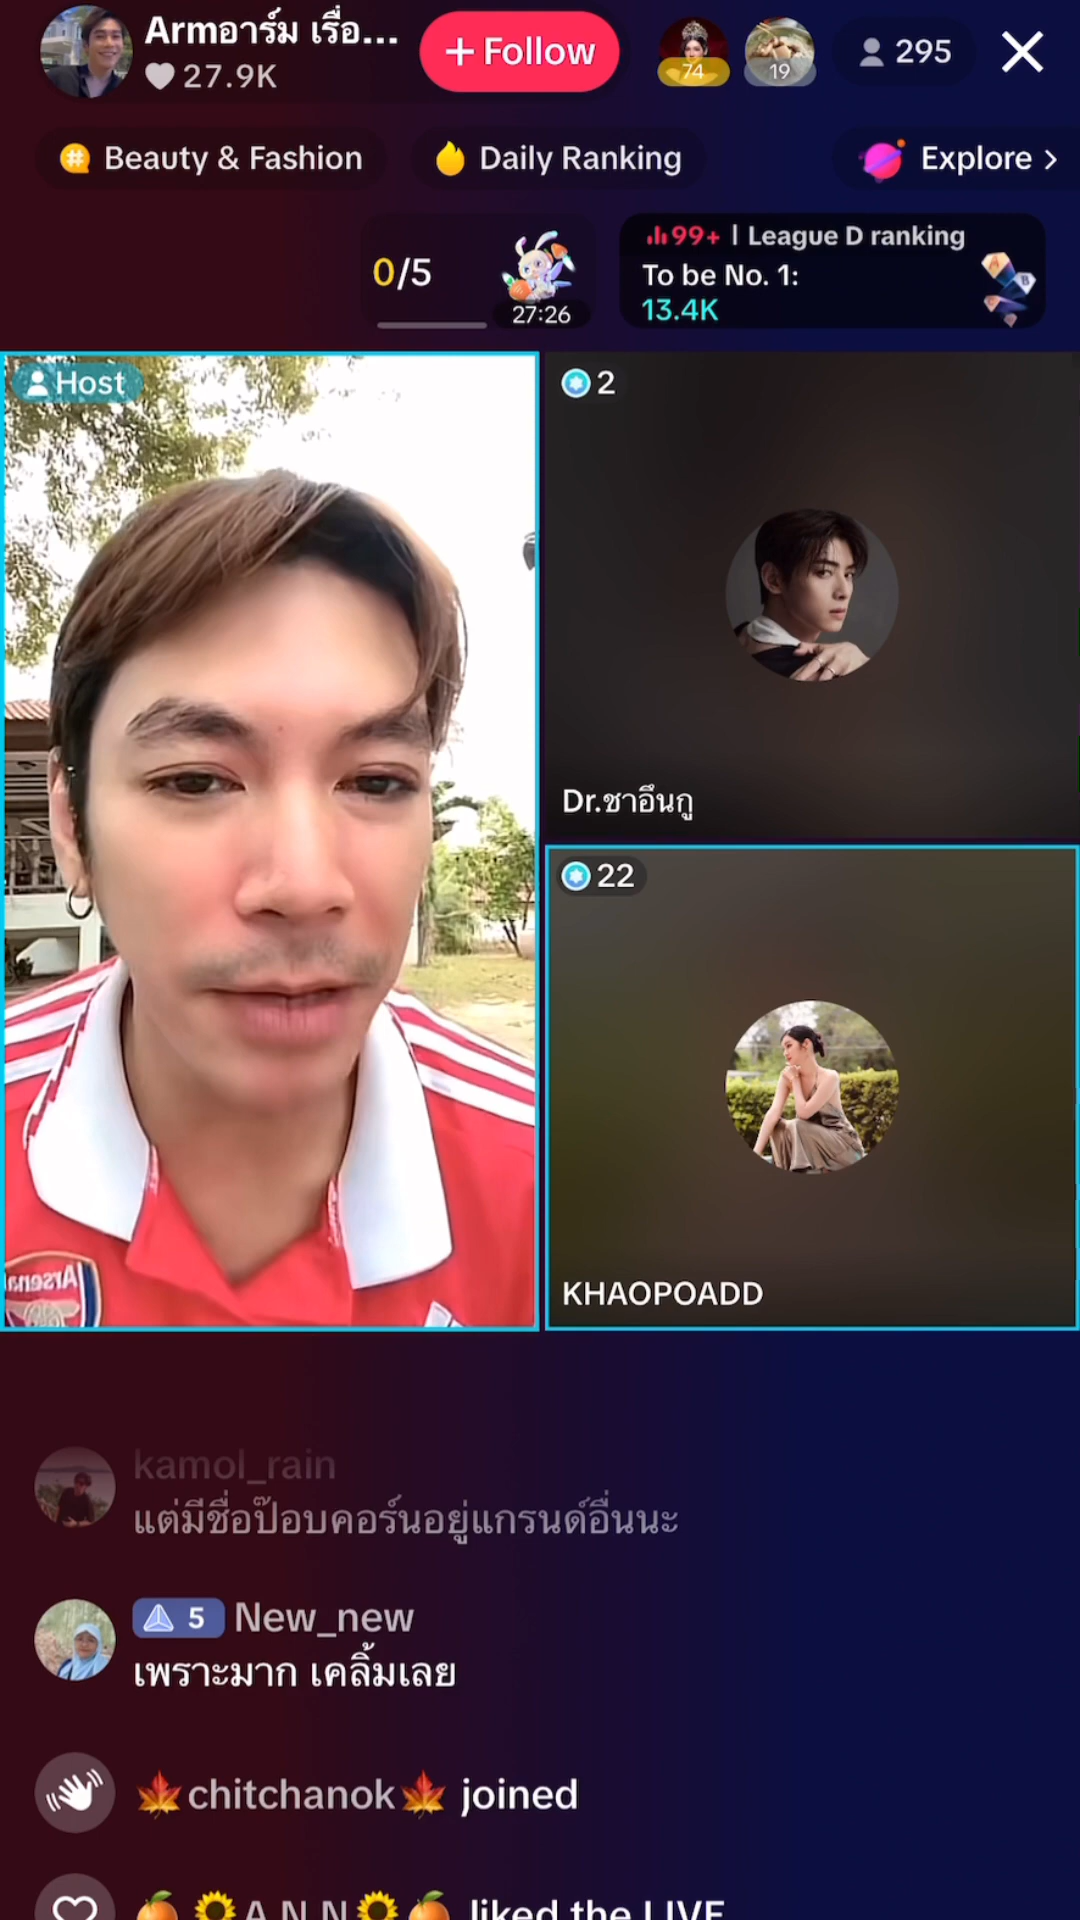 Armอาร์ม เรื่อ...
27.9K
+ Follow
74
19
295
Beauty & Fashion
Daily Ranking
Explore >
0/5
27:26
99+ | League D ranking
To be No. 1:
13.4K
Host
2
Dr.ชาอึนกู
22
KHAOPOADD
Arsenal
kamol_rain
แต่มีชื่อป๊อบคอร์นอยู่แกรนด์อื่นนะ
5 New_new
เพราะมาก เคลิ้มเลย
🍁chitchanok🍁 joined
🍊🌻A N N🌻🍊 liked the LIVE